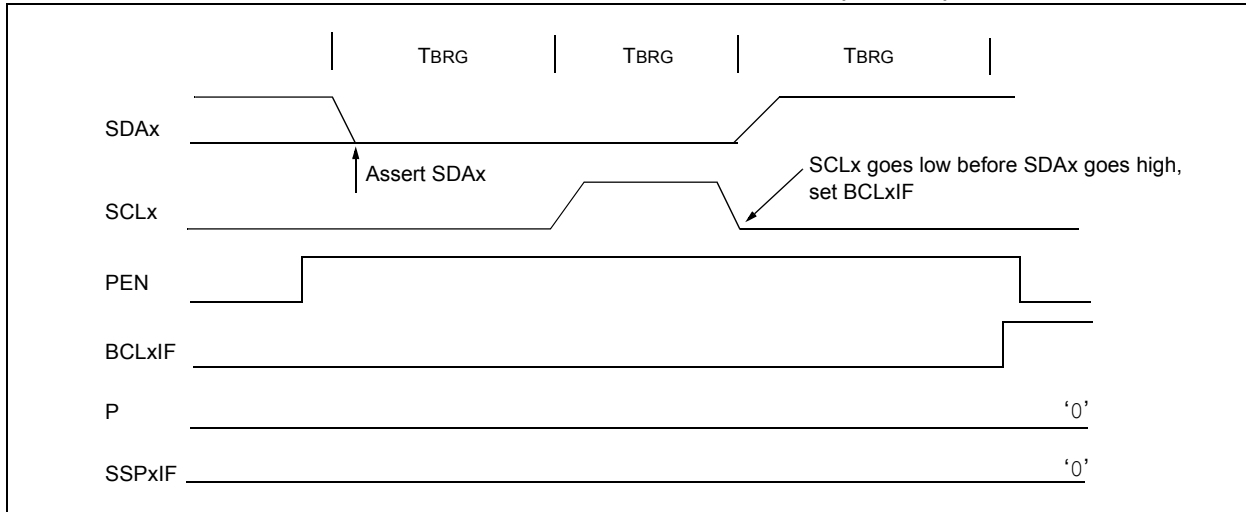 TBRG TBRG TBRG
SDAx
Assert SDAx
SCLx goes low before SDAx goes high,
set BCLxIF
SCLx
PEN
BCLxIF
P
‘0’
SSPxIF
‘0’